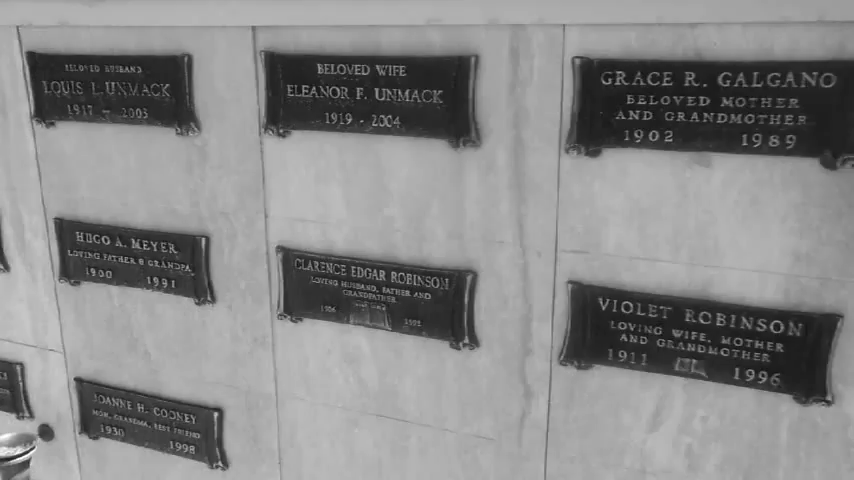 BELOVED HUSBAND
LOUIS I. UNMACK
1917 - 2003
BELOVED WIFE
ELEANOR F. UNMACK
1919 - 2004
GRACE R. GALGANO
BELOVED MOTHER
AND GRANDMOTHER
1902 1989
HUGO A. MEYER
LOVING FATHER & GRANDPA
1900 1991
CLARENCE EDGAR ROBINSON
LOVING HUSBAND, FATHER AND
GRANDFATHER
VIOLET ROBINSON
LOVING WIFE, MOTHER
AND GRANDMOTHER
1911 1996
JOANNE H. COONEY
MOM, GRANDMA, BEST FRIEND
1930 1998